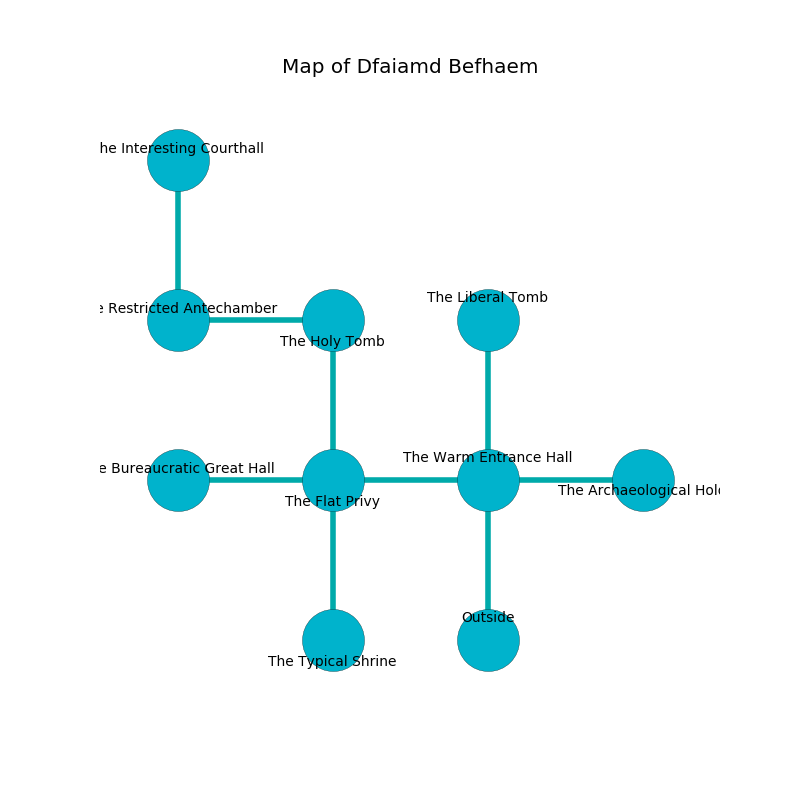 Map of Dfaiamd Befhaem
he Interesting Courthall
The Liberal Tomb
e Restricted Antechamber
The Holy Tomb
The Warm Entrance Hall
e Bureaucratic Great Hall
The Archaeological Hol
The Flat Privy
Outside
The Typical Shrine